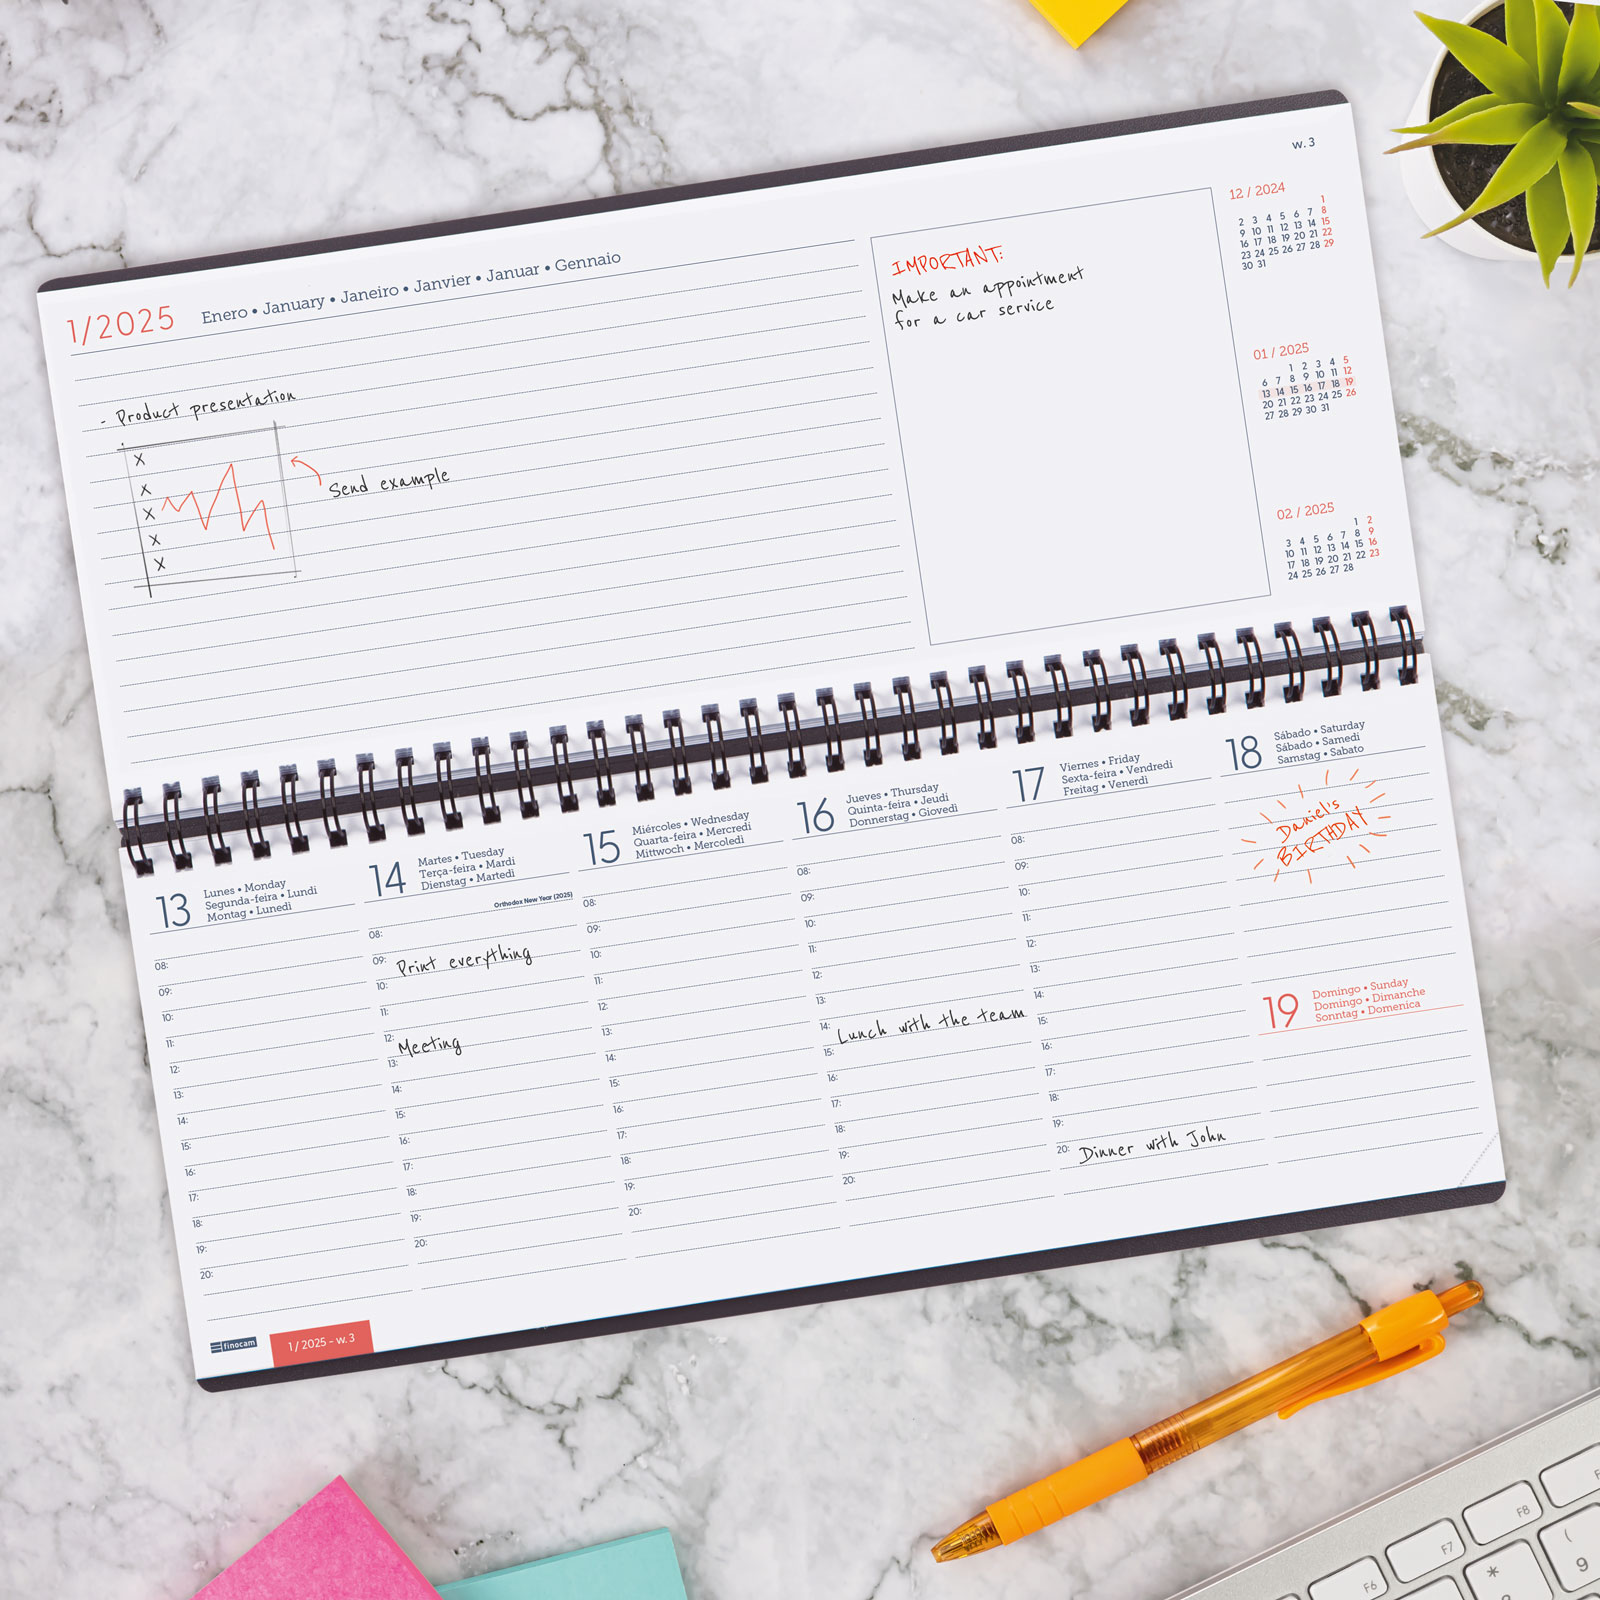 w. 3
1/2025 Enero • January • Janeiro • Janvier • Januar • Gennaio
- Product presentation
x
x
x
x
x
Send example
IMPORTANT:
Make an appointment
for a car service
12 / 2024
1
2 3 4 5 6 7 8
9 10 11 12 13 14 15
16 17 18 19 20 21 22
23 24 25 26 27 28 29
30 31
01 / 2025
1 2 3 4 5
6 7 8 9 10 11 12
13 14 15 16 17 18 19
20 21 22 23 24 25 26
27 28 29 30 31
02 / 2025
1 2
3 4 5 6 7 8 9
10 11 12 13 14 15 16
17 18 19 20 21 22 23
24 25 26 27 28
13
Lunes • Monday
Segunda-feira • Lundi
Montag • Lunedì
08:
09:
10:
11:
12:
13:
14:
15:
16:
17:
18:
19:
20:
14
Martes • Tuesday
Terça-feira • Mardi
Dienstag • Martedì
Orthodox New Year (2025)
08:
09: Print everything
10:
11:
12: Meeting
13:
14:
15:
16:
17:
18:
19:
20:
15
Miércoles • Wednesday
Quarta-feira • Mercredi
Mittwoch • Mercoledì
08:
09:
10:
11:
12:
13:
14:
15:
16:
17:
18:
19:
20:
16
Jueves • Thursday
Quinta-feira • Jeudi
Donnerstag • Giovedì
08:
09:
10:
11:
12:
13:
14: Lunch with the team
15:
16:
17:
18:
19:
20:
17
Viernes • Friday
Sexta-feira • Vendredi
Freitag • Venerdì
08:
09:
10:
11:
12:
13:
14:
15:
16:
17:
18:
19:
20: Dinner with John
18
Sábado • Saturday
Sábado • Samedi
Samstag • Sabato
Daniel's
BIRTHDAY
19
Domingo • Sunday
Domingo • Dimanche
Sonntag • Domenica
finocam
1 / 2025 - w. 3
F6
F7
F8
*
8
(
9